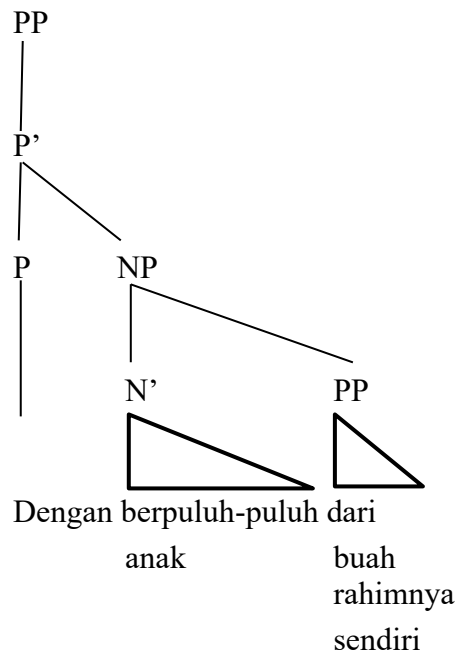 PP
P’
P NP
N’ PP
Dengan berpuluh-puluh dari
anak buah
rahimnya
sendiri